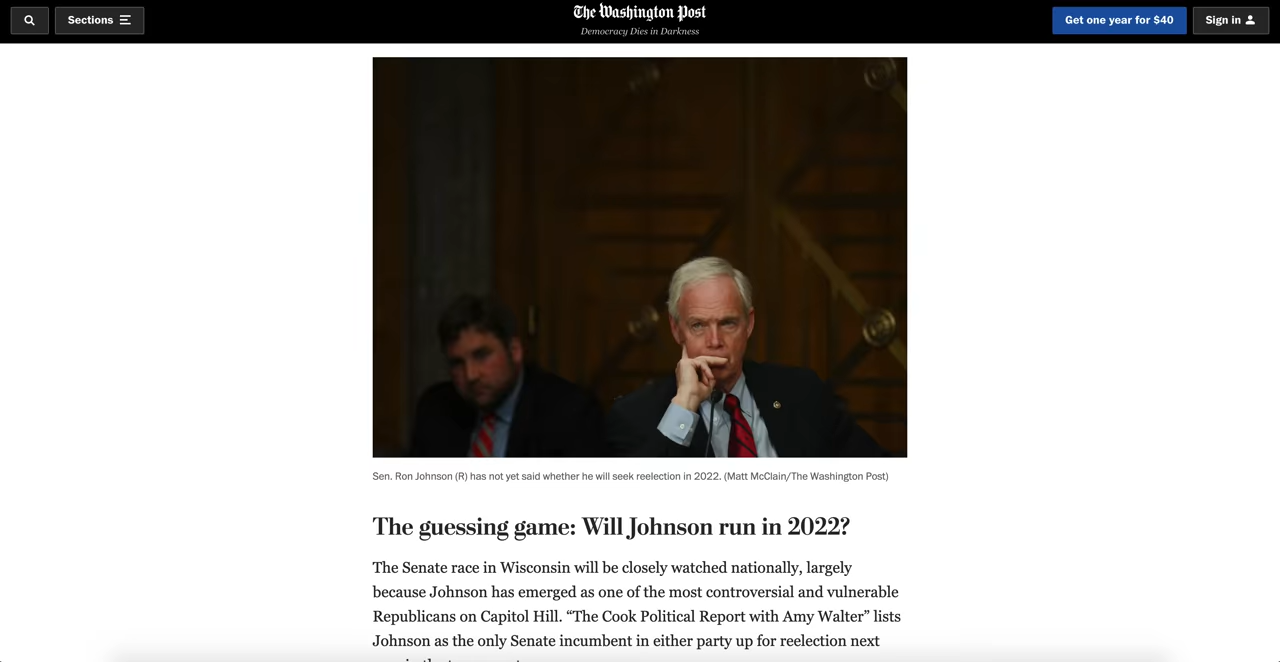 Sections
The Washington Post
Democracy Dies in Darkness
Get one year for $40
Sign in
Sen. Ron Johnson (R) has not yet said whether he will seek reelection in 2022. (Matt McClain/The Washington Post)
The guessing game: Will Johnson run in 2022?
The Senate race in Wisconsin will be closely watched nationally, largely
because Johnson has emerged as one of the most controversial and vulnerable
Republicans on Capitol Hill. “The Cook Political Report with Amy Walter” lists
Johnson as the only Senate incumbent in either party up for reelection next